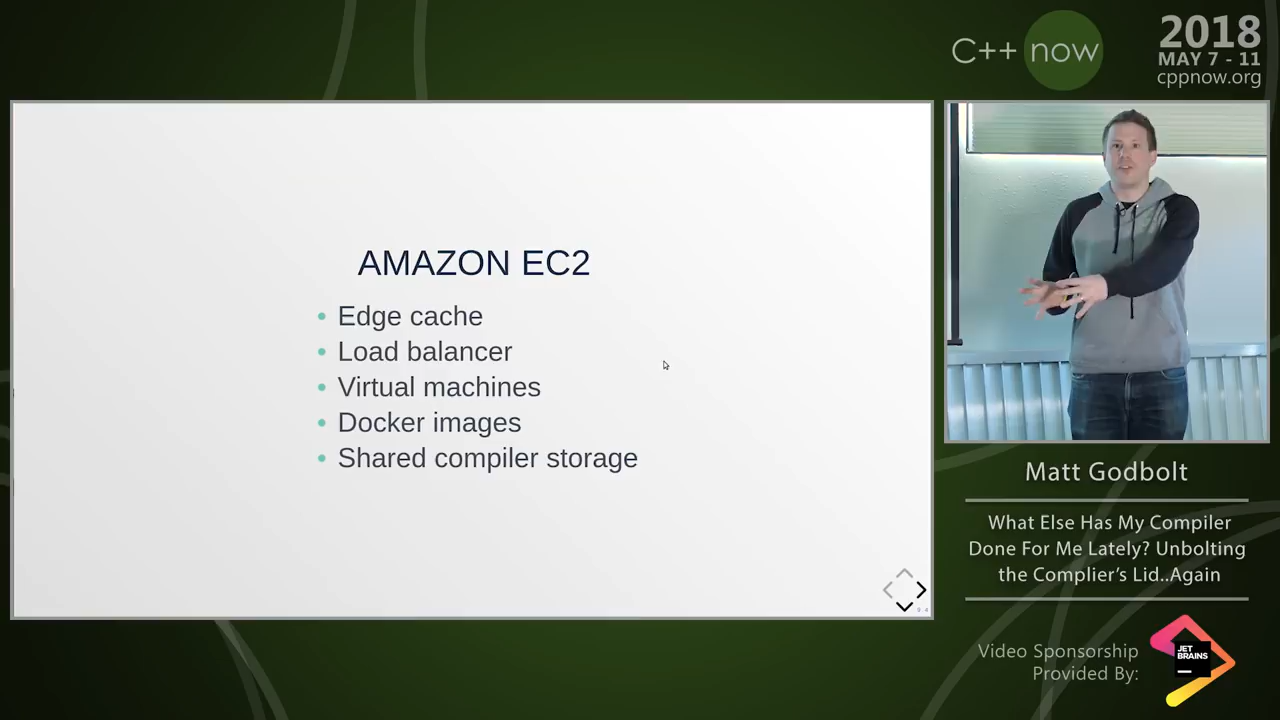 C++ now
2018
MAY 7 - 11
cppnow.org
AMAZON EC2
• Edge cache
• Load balancer
• Virtual machines
• Docker images
• Shared compiler storage
Matt Godbolt
What Else Has My Compiler
Done For Me Lately? Unbolting
the Complier's Lid..Again
Video Sponsorship
Provided By:
JET
BRAINS